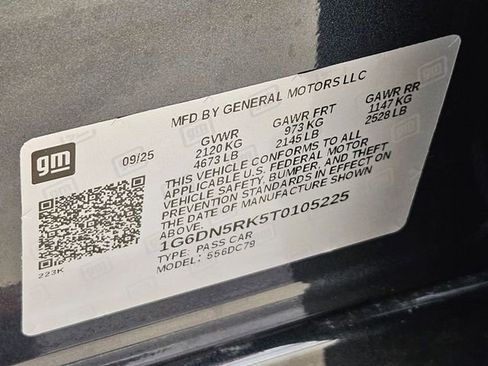 MFD BY GENERAL MOTORS LLC
gm
09/25 GVWR GAWR FRT GAWR RR
2120 KG 973 KG 1147 KG
4673 LB 2145 LB 2528 LB
THIS VEHICLE CONFORMS TO ALL
APPLICABLE U.S. FEDERAL MOTOR
VEHICLE SAFETY, BUMPER, AND THEFT
PREVENTION STANDARDS IN EFFECT ON
THE DATE OF MANUFACTURE SHOWN
ABOVE.
1G6DN5RK5T0105225
TYPE: PASS CAR
MODEL: 556DC79
223K